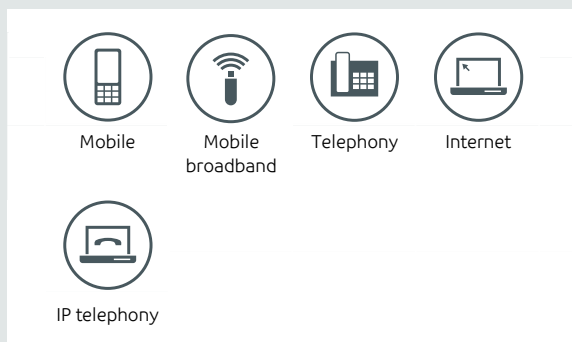 Mobile
Mobile
broadband
Telephony
Internet
IP telephony